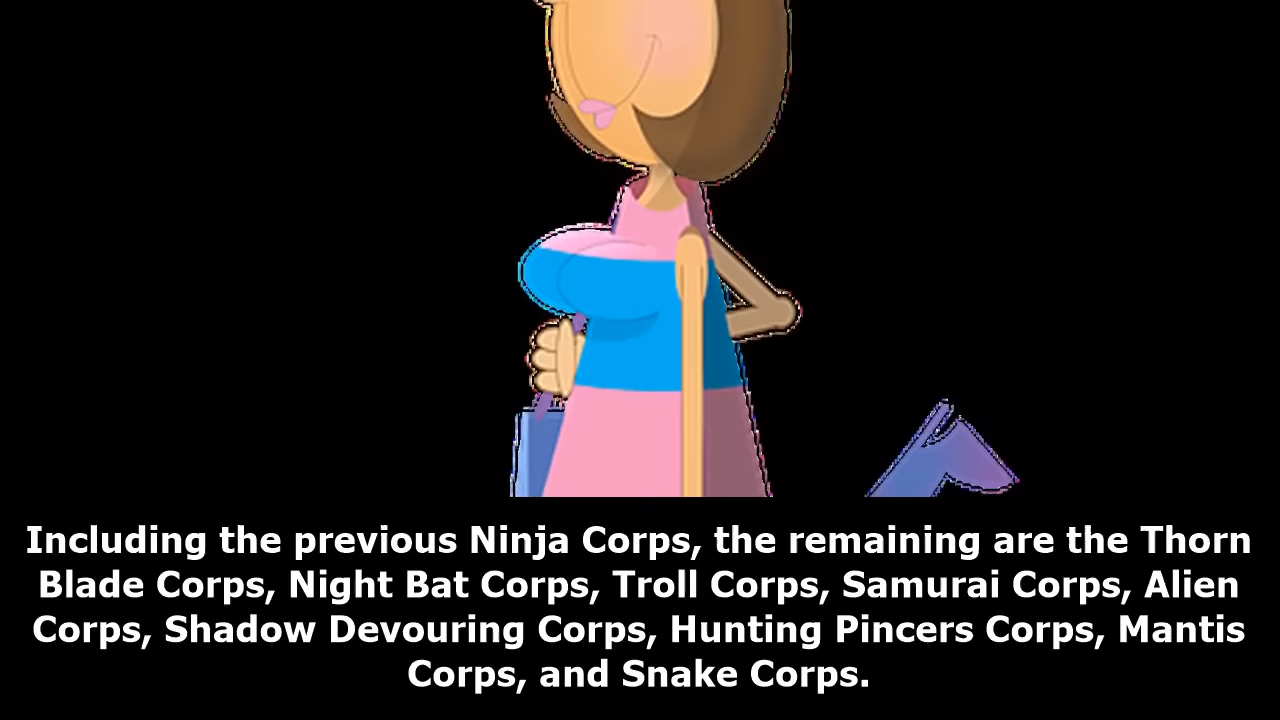 Including the previous Ninja Corps, the remaining are the Thorn
Blade Corps, Night Bat Corps, Troll Corps, Samurai Corps, Alien
Corps, Shadow Devouring Corps, Hunting Pincers Corps, Mantis
Corps, and Snake Corps.